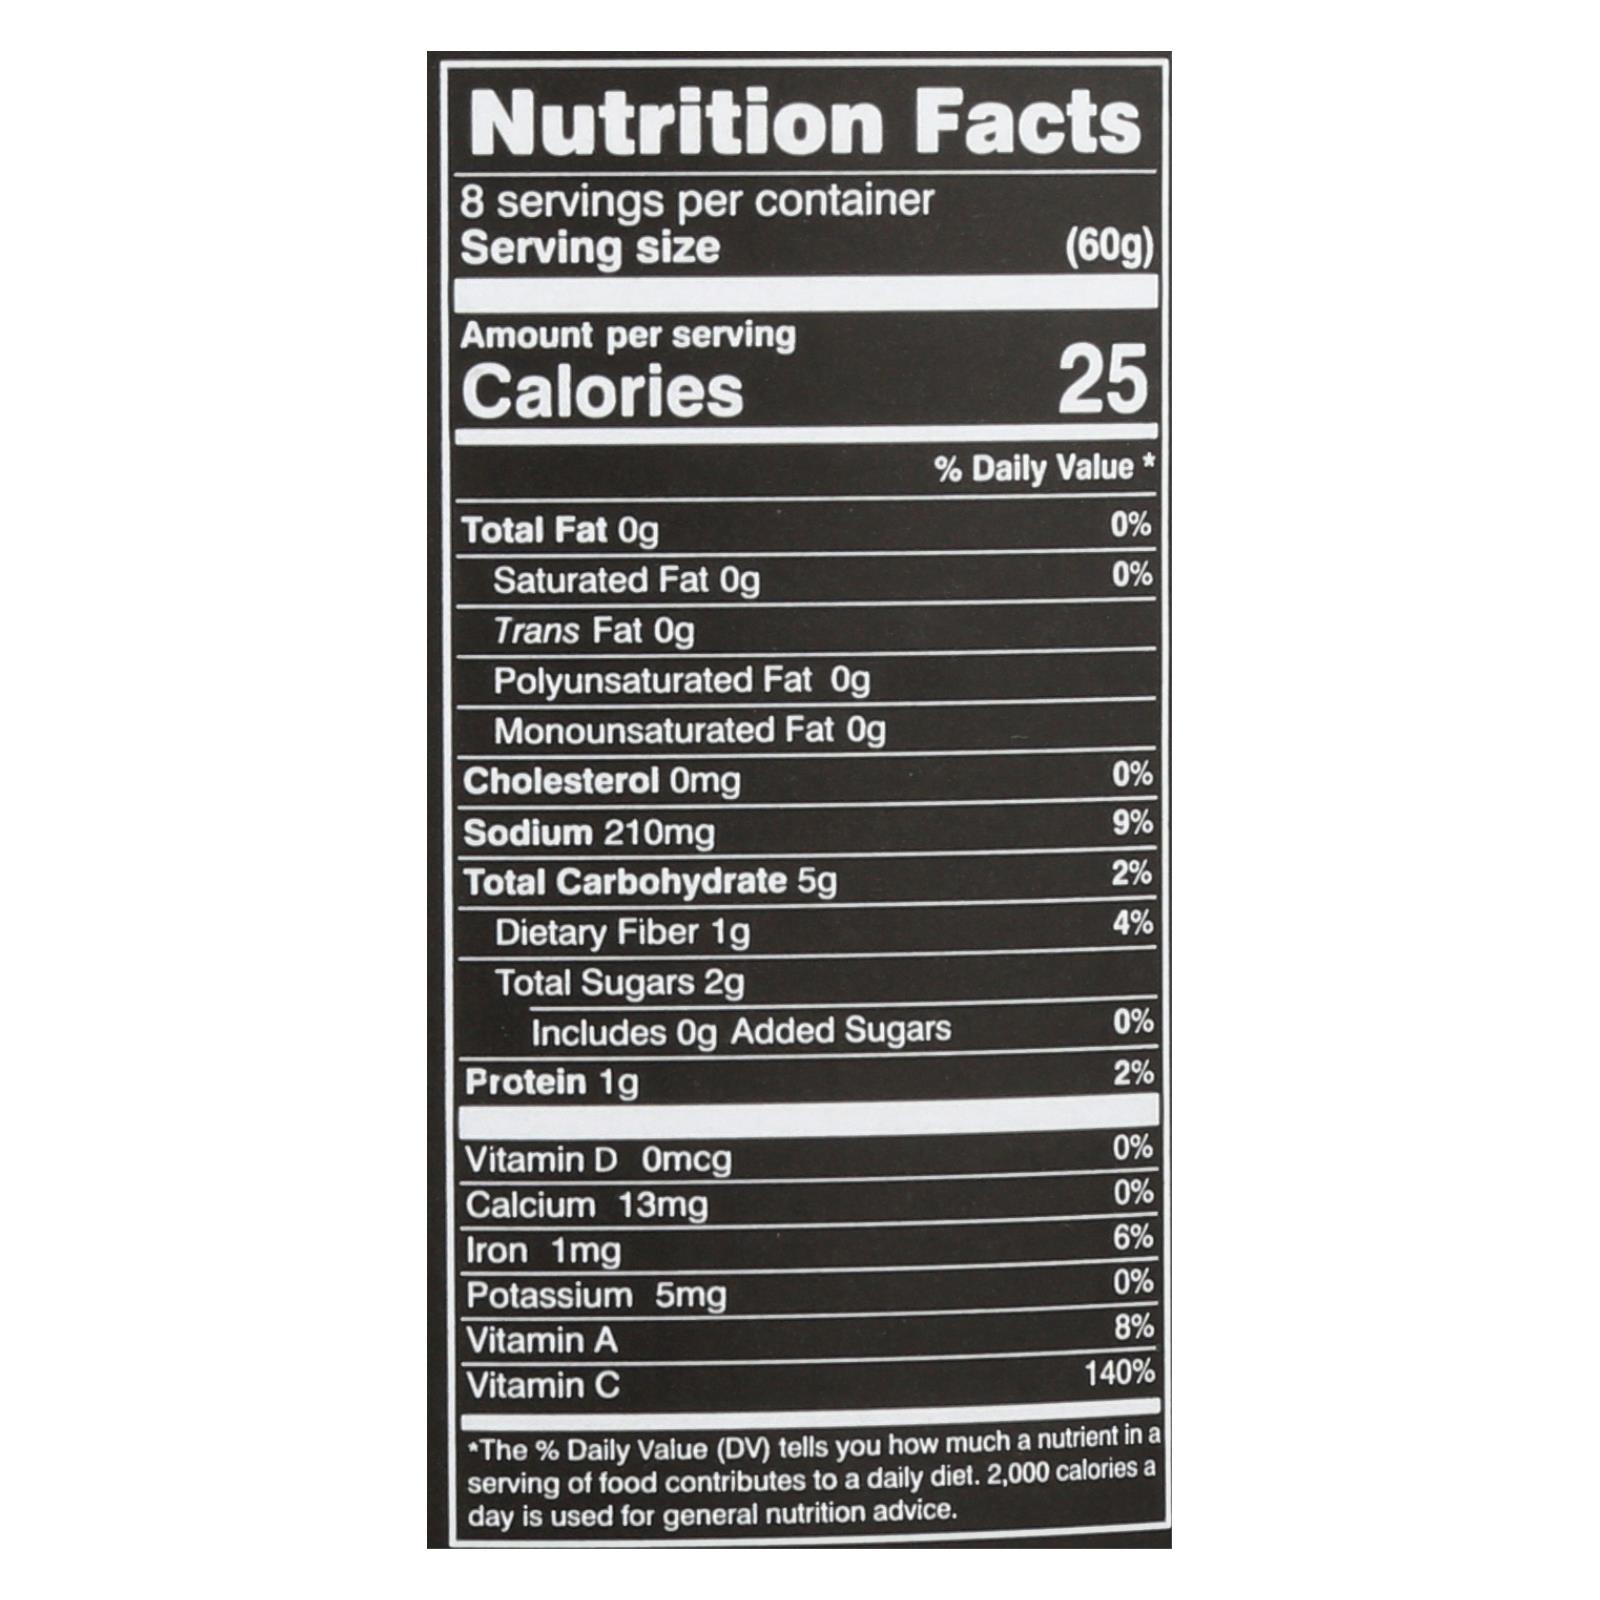 Nutrition Facts
8 servings per container
Serving size (60g)
Amount per serving
Calories 25
% Daily Value *
Total Fat 0g 0%
Saturated Fat 0g 0%
Trans Fat 0g
Polyunsaturated Fat 0g
Monounsaturated Fat 0g
Cholesterol 0mg 0%
Sodium 210mg 9%
Total Carbohydrate 5g 2%
Dietary Fiber 1g 4%
Total Sugars 2g
Includes 0g Added Sugars 0%
Protein 1g 2%
Vitamin D 0mcg 0%
Calcium 13mg 0%
Iron 1mg 6%
Potassium 5mg 0%
Vitamin A 8%
Vitamin C 140%
*The % Daily Value (DV) tells you how much a nutrient in a
serving of food contributes to a daily diet. 2,000 calories a
day is used for general nutrition advice.